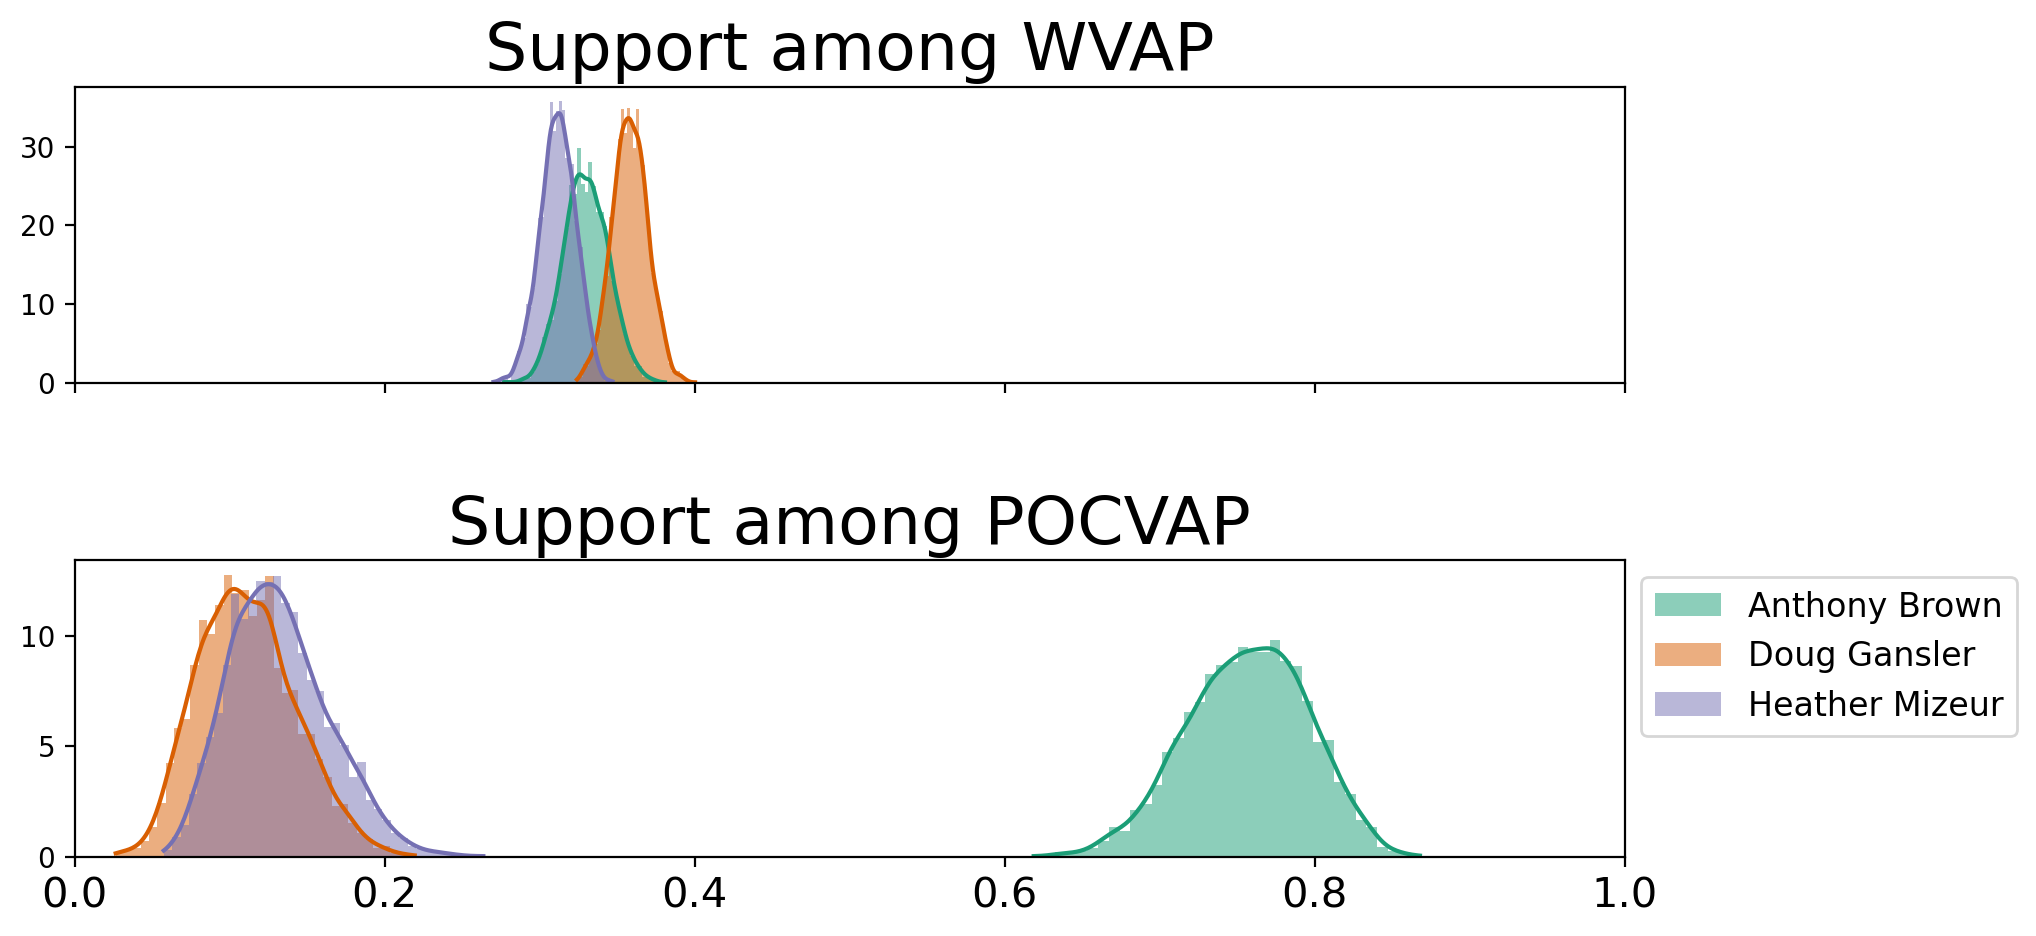 Support among WVAP
30
20
10
0
Support among POCVAP
10
5
0
0.0 0.2 0.4 0.6 0.8 1.0
Anthony Brown
Doug Gansler
Heather Mizeur